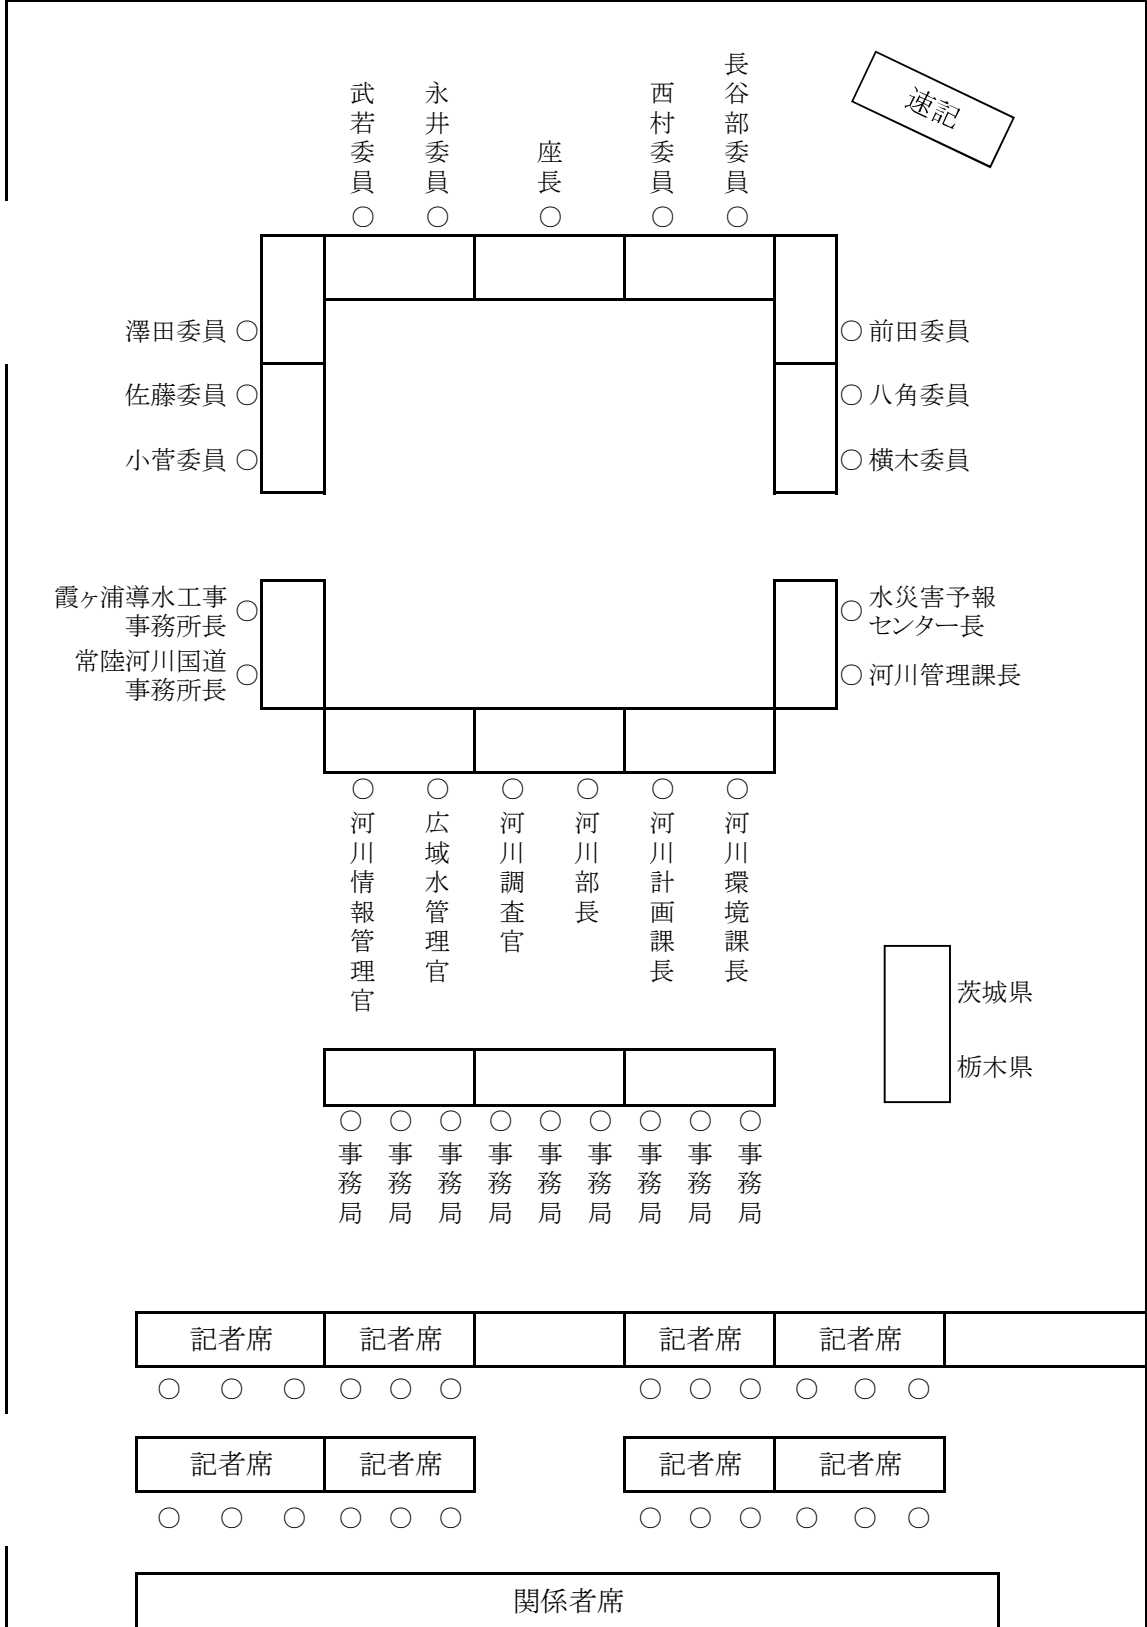 速記
武若委員
永井委員
座長
西村委員
長谷部委員
澤田委員
佐藤委員
小菅委員
前田委員
八角委員
横木委員
霞ヶ浦導水工事
事務所長
常陸河川国道
事務所長
水災害予報
センター長
河川管理課長
河川情報管理官
広域水管理官
河川調査官
河川部長
河川計画課長
河川環境課長
茨城県
栃木県
事務局
事務局
事務局
事務局
事務局
事務局
事務局
事務局
事務局
記者席
記者席
記者席
記者席
記者席
記者席
記者席
記者席
関係者席